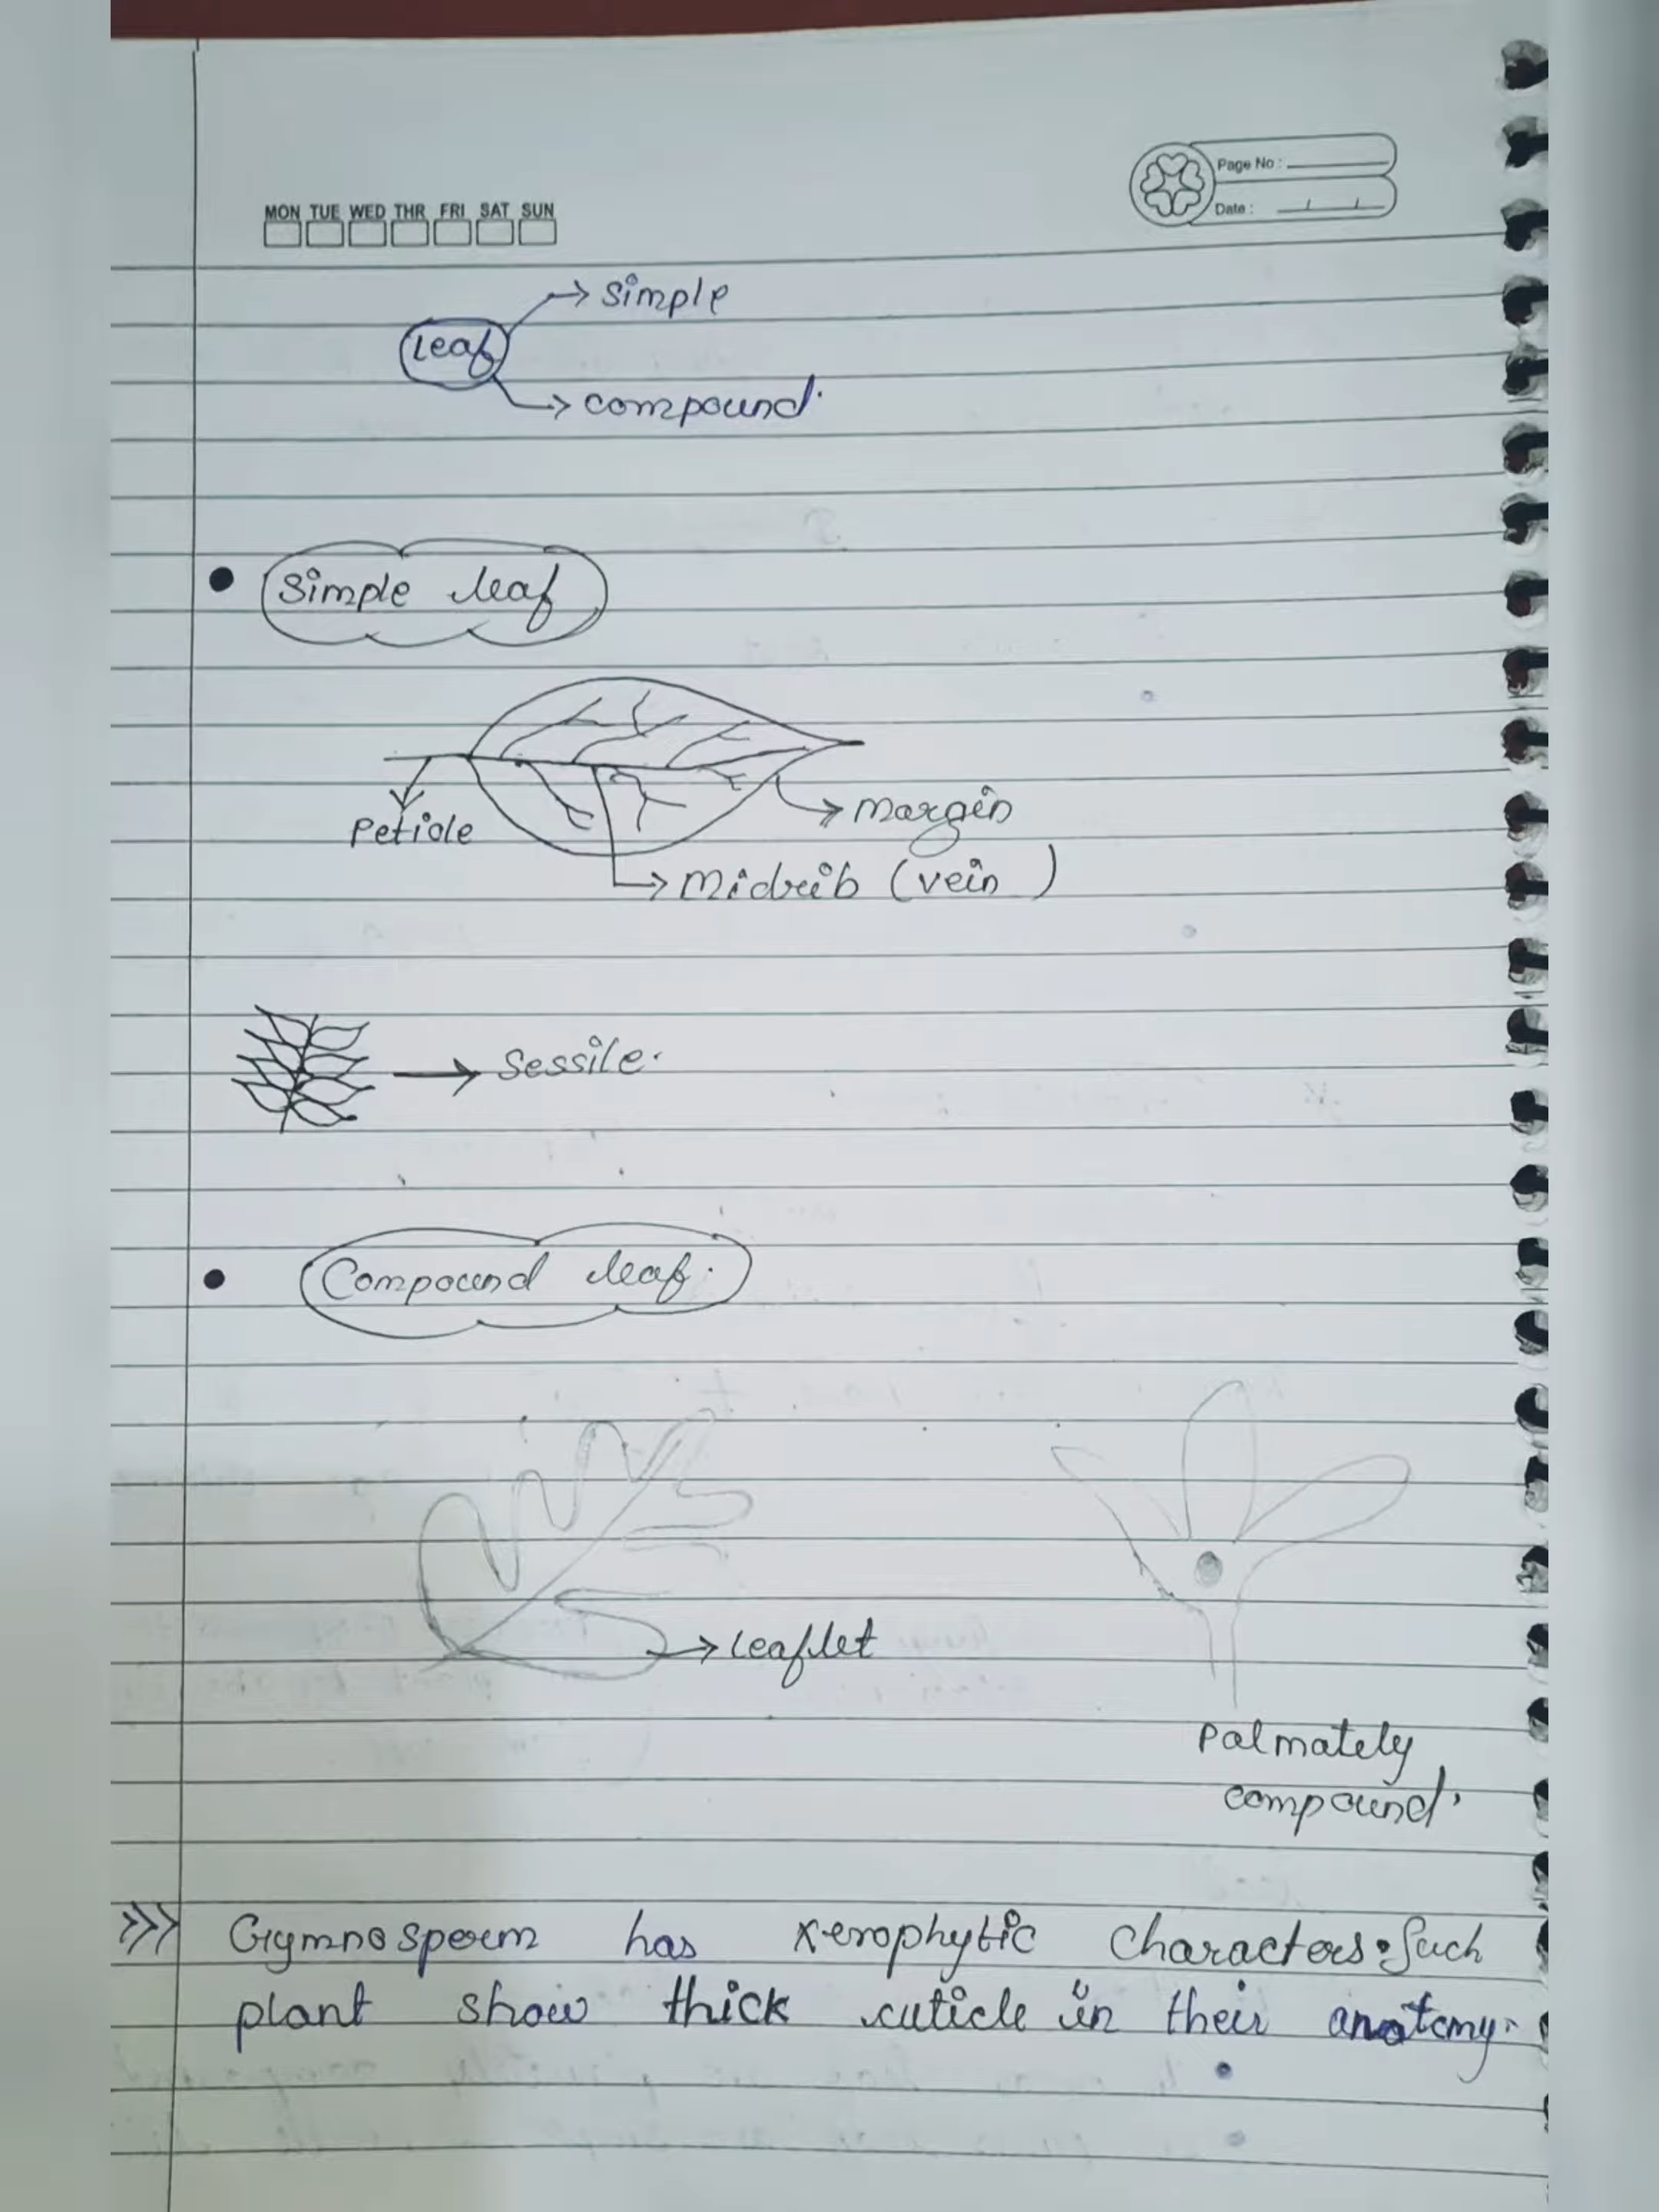 Page No :
Date :
MON TUE WED THR FRI SAT SUN
Leaf
→ Simple
→ compound.
• Simple leaf
Petiole
→ margin
→ Midrib (vein )
→ Sessile.
• Compound leaf.
→ Leaflet
Palmately
compound.
>>> Gymnosperm has xerophytic characters. Such
plant show thick cuticle in their anatomy.